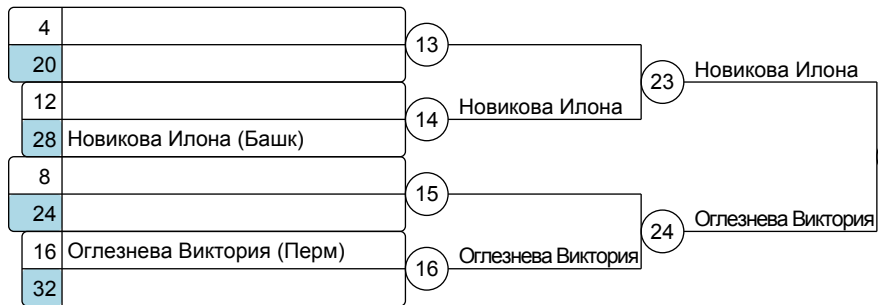 4
13
20
Новикова Илона
23
12
Новикова Илона
14
28 Новикова Илона (Башк)
8
15
24
Оглезнева Виктория
24
16 Оглезнева Виктория (Перм)
Оглезнева Виктория
16
32